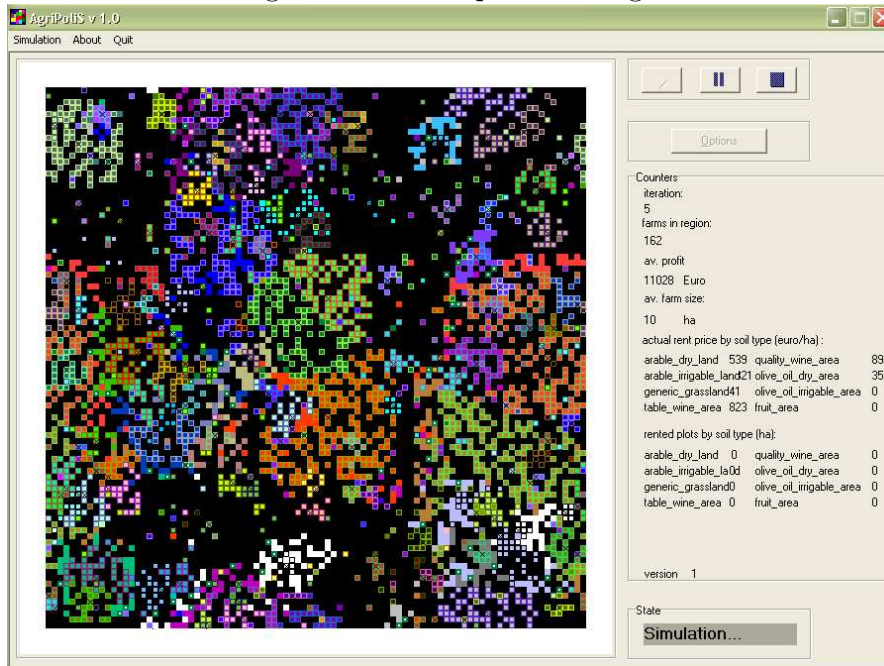 AgriPoliS v 1.0
Simulation About Quit
Options
Counters
iteration:
5
farms in region:
162
av. profit
11028 Euro
av. farm size:
10 ha
actual rent price by soil type (euro/ha) :
arable_dry_land 539 quality_wine_area 89
arable_irrigable_land21 olive_oil_dry_area 35
generic_grassland41 olive_oil_irrigable_area 0
table_wine_area 823 fruit_area 0
rented plots by soil type (ha):
arable_dry_land 0 quality_wine_area 0
arable_irrigable_la0d olive_oil_dry_area 0
generic_grassland0 olive_oil_irrigable_area 0
table_wine_area 0 fruit_area 0
version 1
State
Simulation...